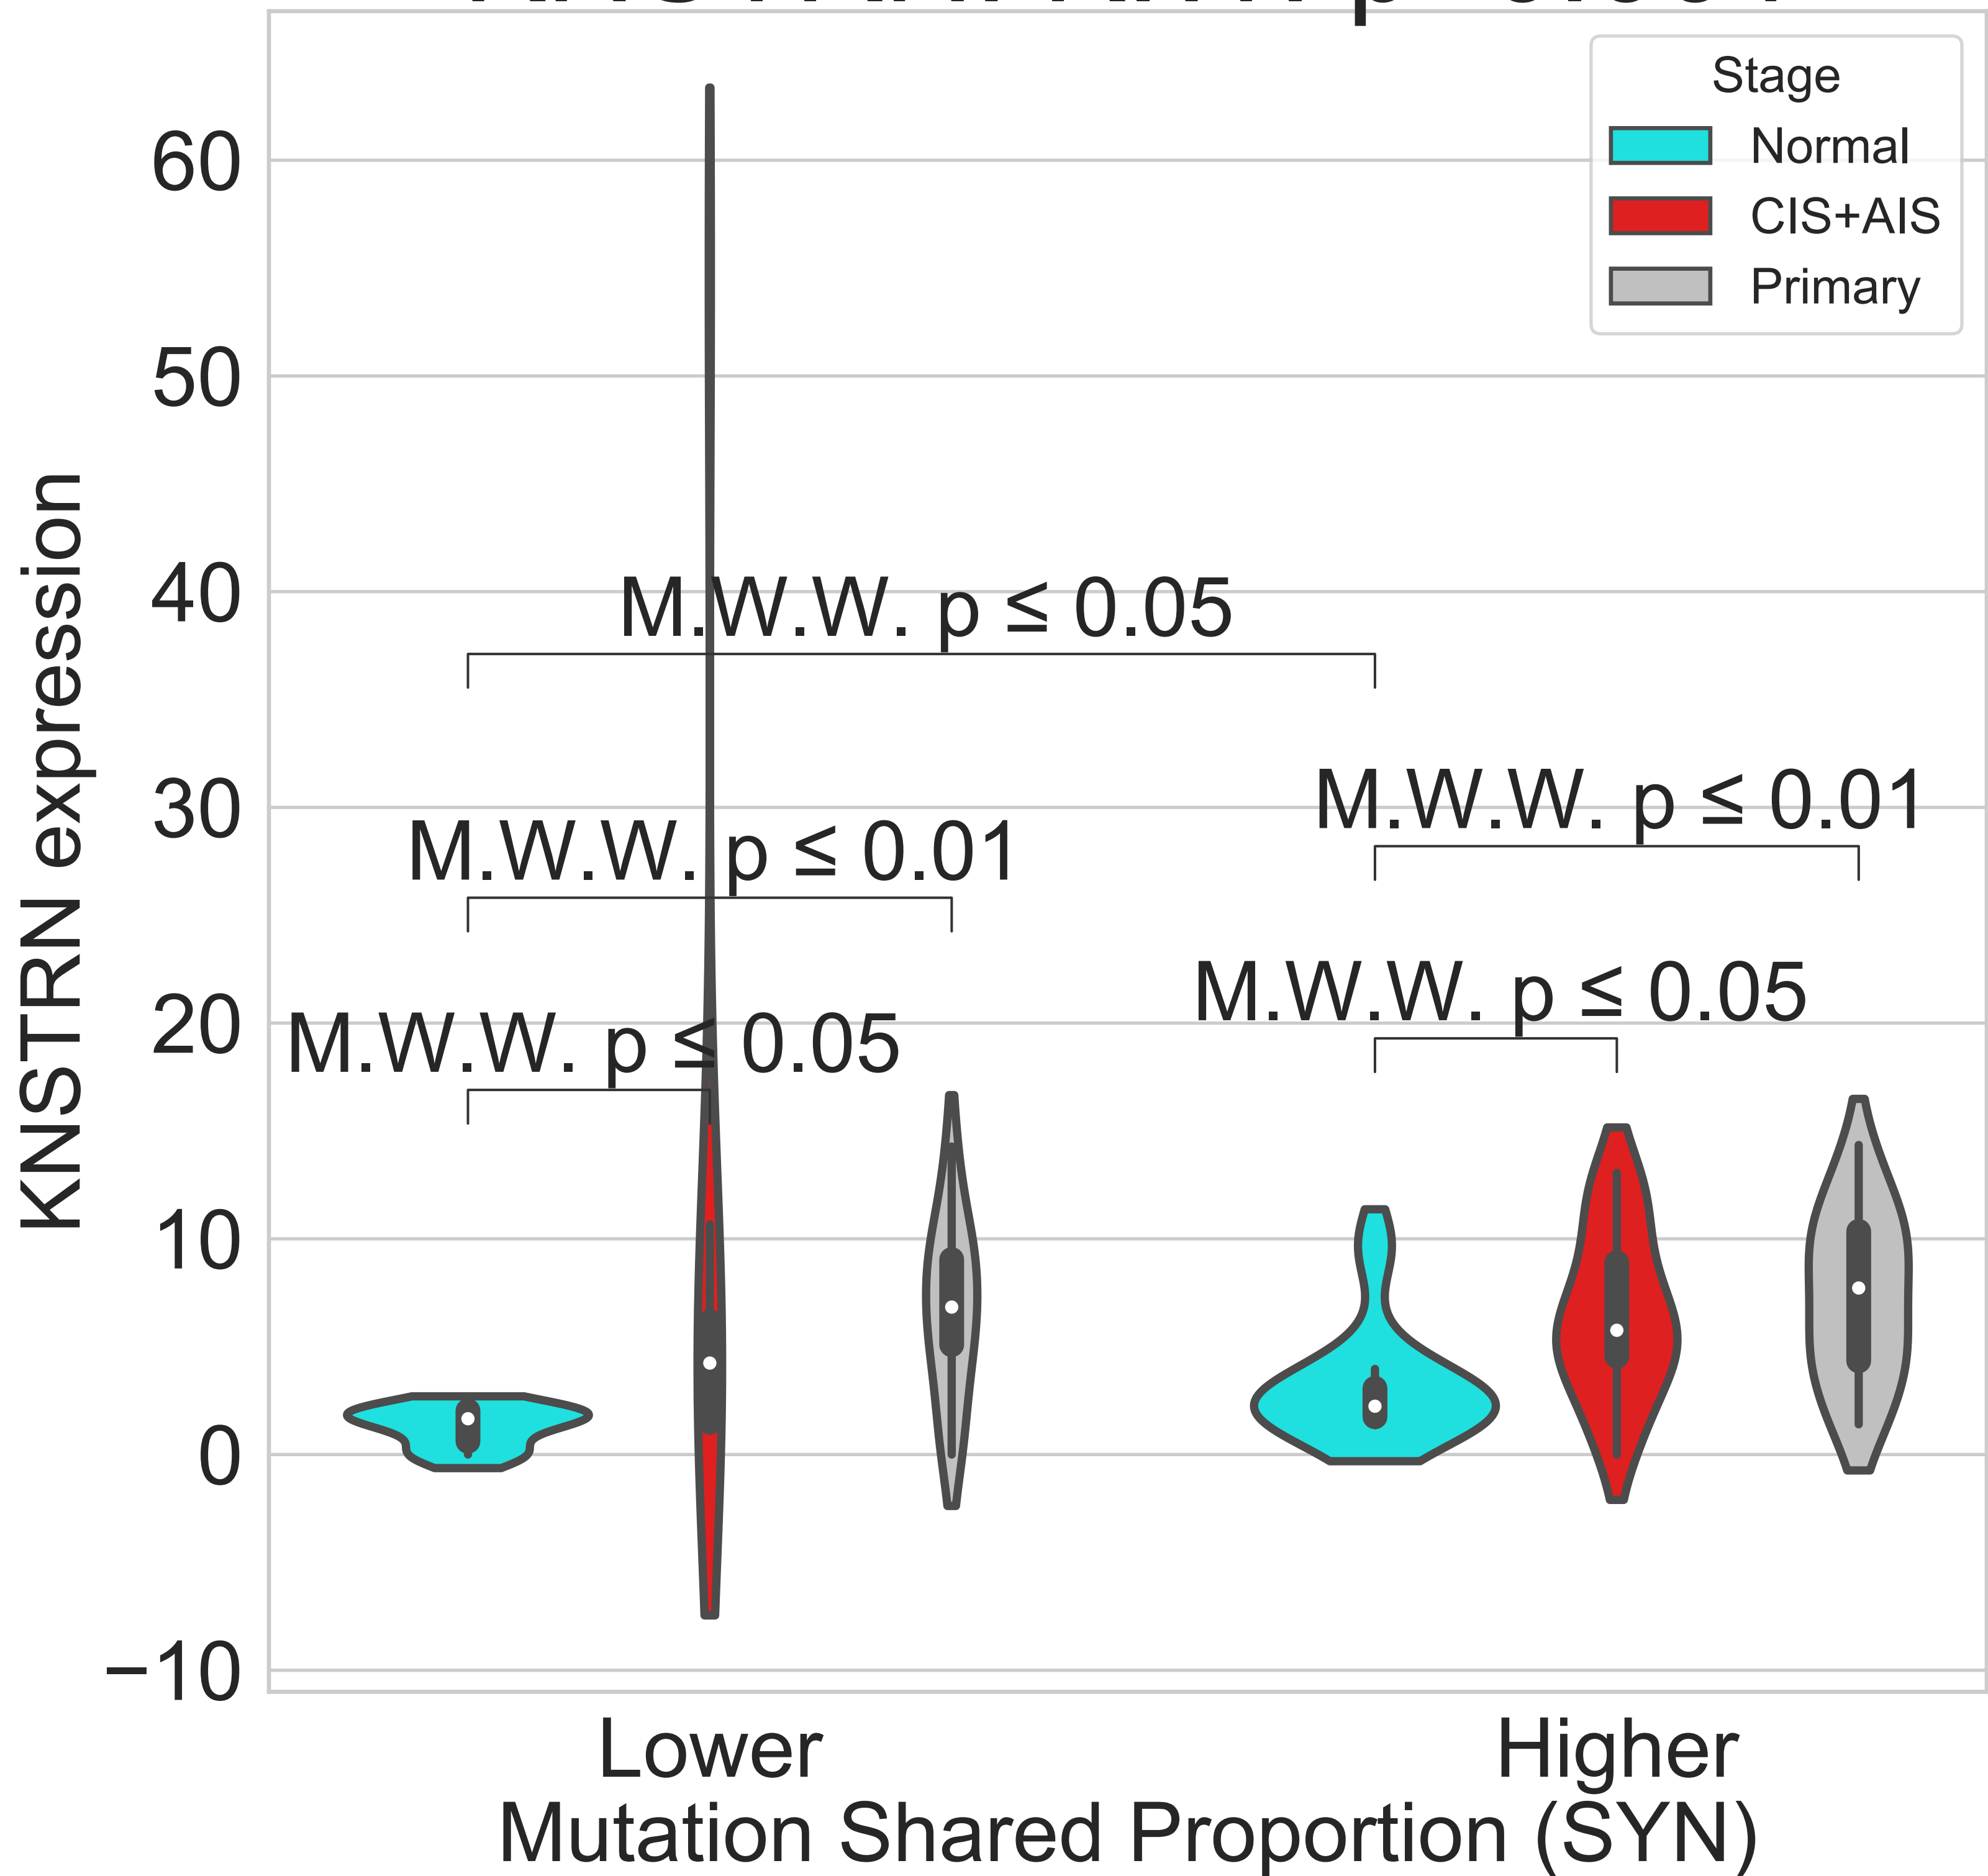 Stage
Normal
CIS+AIS
Primary
60
50
40
30
20
10
0
−10
KNSTRN expression
M.W.W. p ≤ 0.05
M.W.W. p ≤ 0.01
M.W.W. p ≤ 0.01
M.W.W. p ≤ 0.05
M.W.W. p ≤ 0.05
Lower
Higher
Mutation Shared Proportion (SYN)